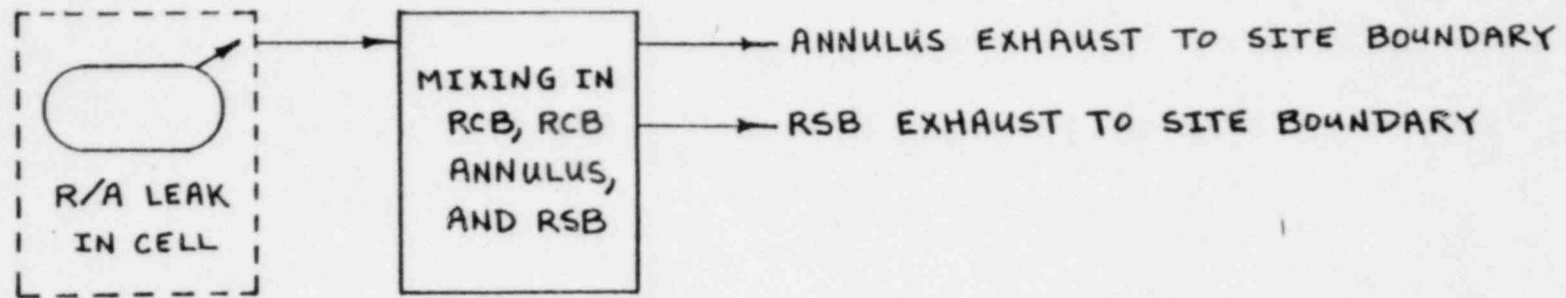 R/A LEAK
IN CELL
MIXING IN
RCB, RCB
ANNULUS,
AND RSB
ANNULUS EXHAUST TO SITE BOUNDARY
RSB EXHAUST TO SITE BOUNDARY